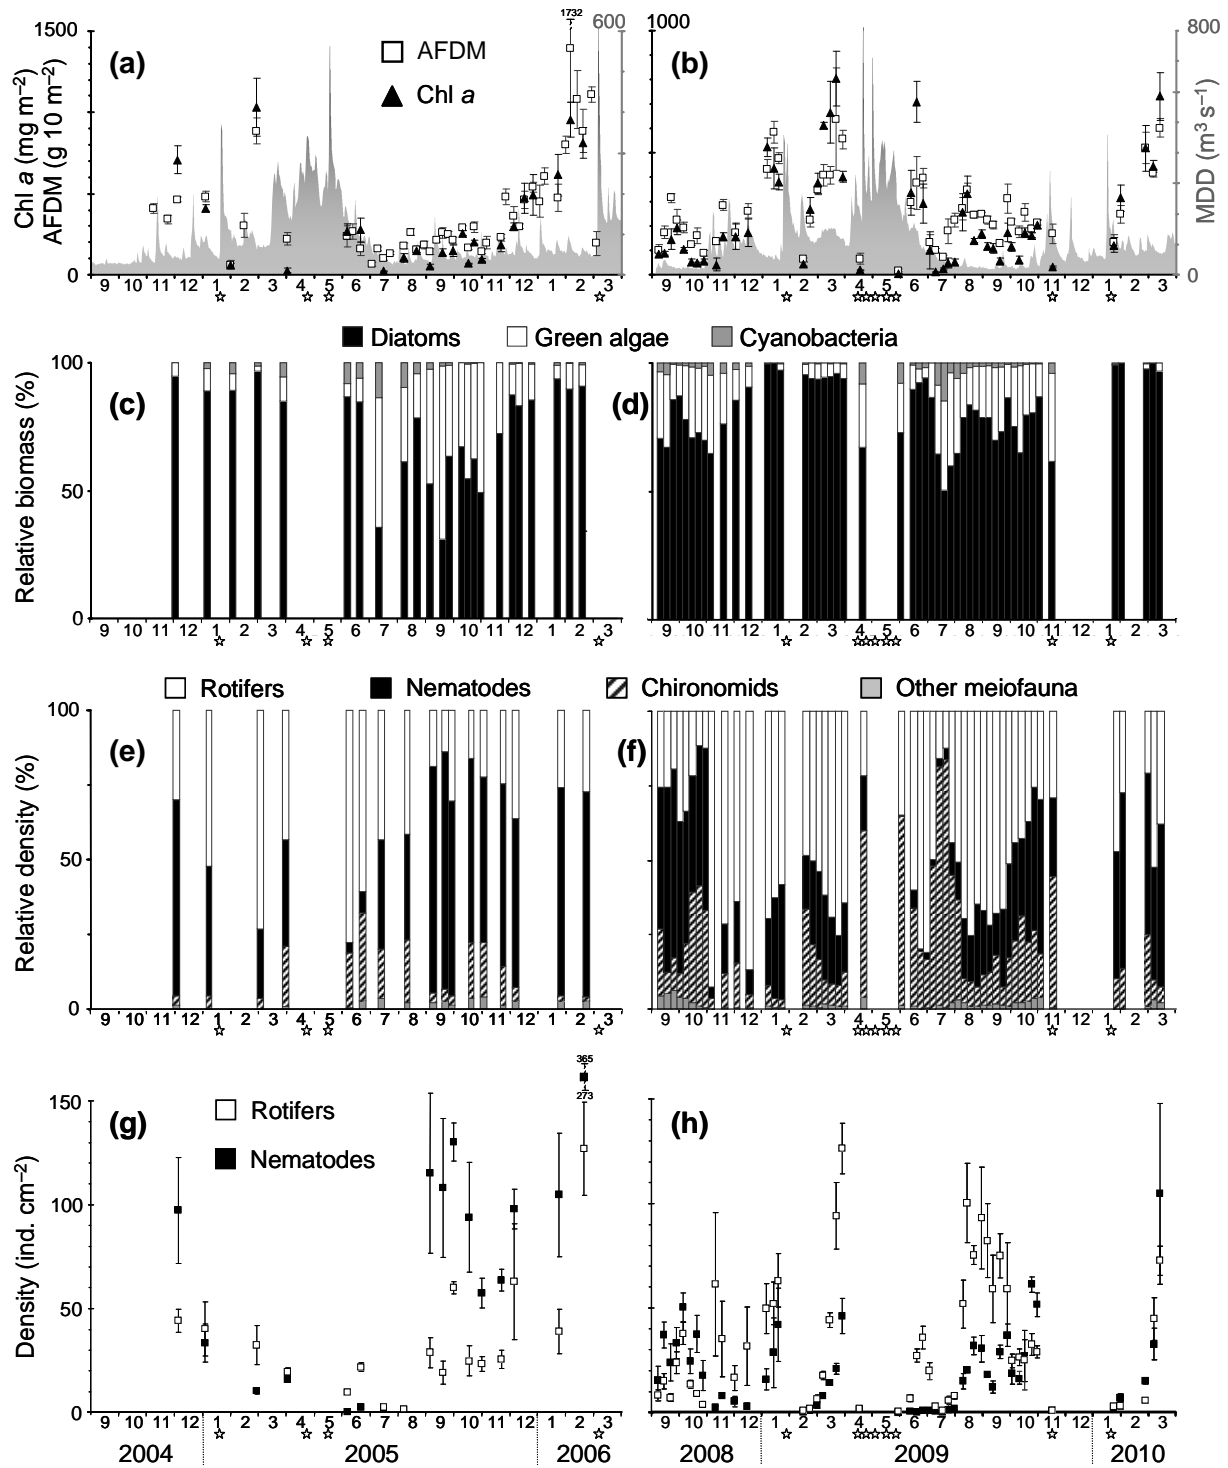 1732
1500
600
1000
800
(a)
AFDM
Chl a
(b)
Chl a (mg m−2)
AFDM (g 10 m−2)
MDD (m3 s−1)
0
0
9 10 11 12 1 2 3 4 5 6 7 8 9 10 11 12 1 2 3
9 10 11 12 1 2 3 4 5 6 7 8 9 10 11 12 1 2 3
Diatoms Green algae Cyanobacteria
100
(c)
(d)
Relative biomass (%)
50
0
9 10 11 12 1 2 3 4 5 6 7 8 9 10 11 12 1 2 3
9 10 11 12 1 2 3 4 5 6 7 8 9 10 11 12 1 2 3
Rotifers Nematodes Chironomids Other meiofauna
100
(e)
(f)
Relative density (%)
50
0
9 10 11 12 1 2 3 4 5 6 7 8 9 10 11 12 1 2 3
9 10 11 12 1 2 3 4 5 6 7 8 9 10 11 12 1 2 3
365
273
150
(g)
Rotifers
Nematodes
(h)
Density (ind. cm−2)
100
50
0
9 10 11 12 1 2 3 4 5 6 7 8 9 10 11 12 1 2 3
9 10 11 12 1 2 3 4 5 6 7 8 9 10 11 12 1 2 3
2004 2005 2006
2008 2009 2010